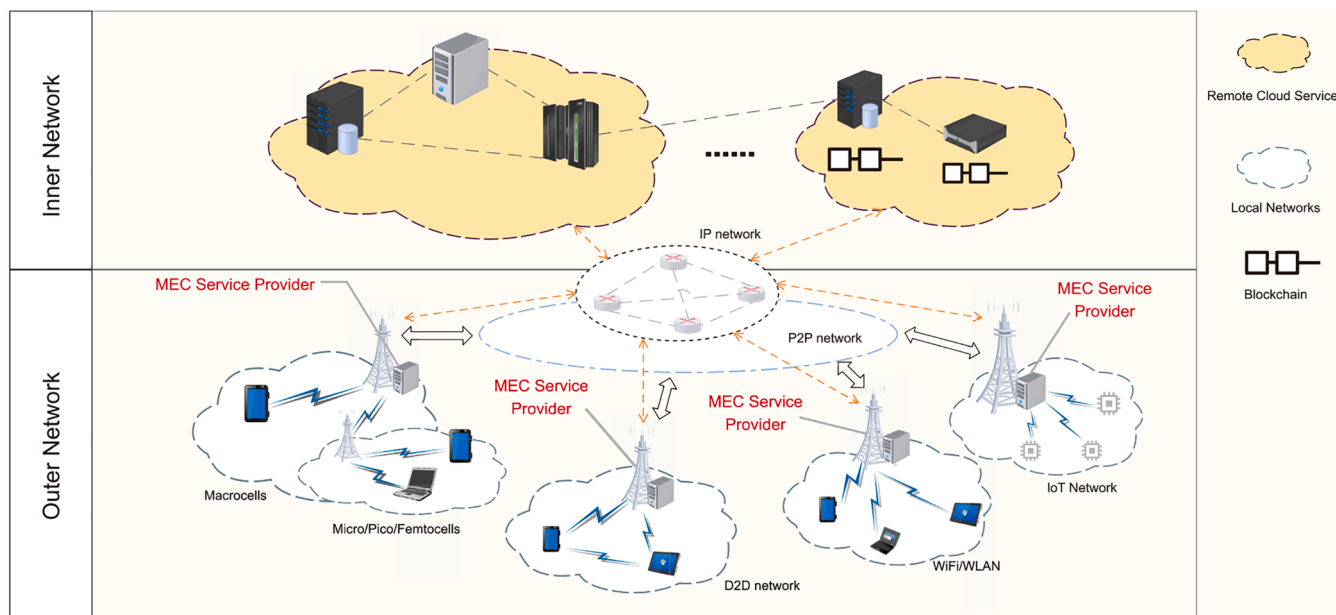 Inner Network
Remote Cloud Service
IP network
Local Networks
Blockchain
Outer Network
MEC Service Provider
MEC Service
Provider
P2P network
MEC Service
Provider
MEC Service
Provider
Macrocells
Micro/Pico/Femtocells
D2D network
WiFi/WLAN
IoT Network